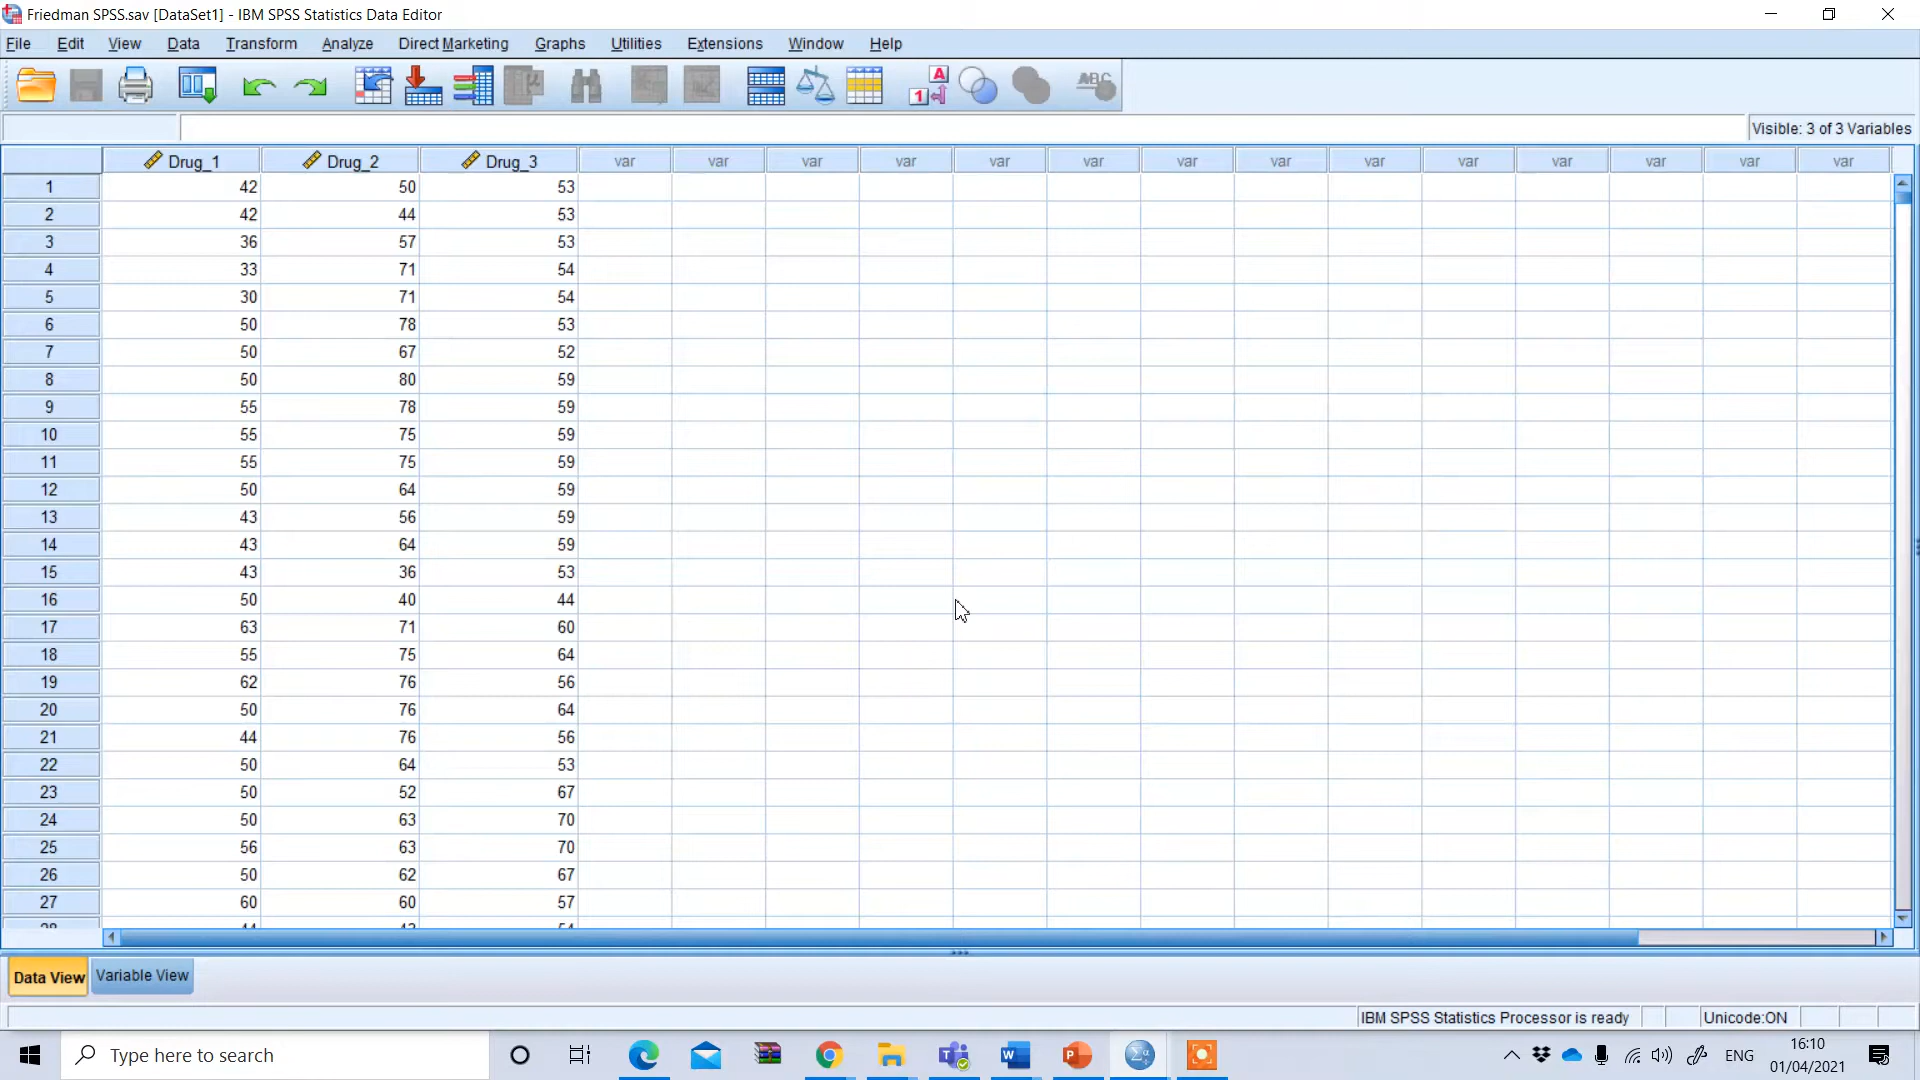 Friedman SPSS.sav [DataSet1] - IBM SPSS Statistics Data Editor
File Edit View Data Transform Analyze Direct Marketing Graphs Utilities Extensions Window Help
A 1 ABC
Visible: 3 of 3 Variables
Drug_1 Drug_2 Drug_3 var var var var var var var var var var var var var var
1 42 50 53
2 42 44 53
3 36 57 53
4 33 71 54
5 30 71 54
6 50 78 53
7 50 67 52
8 50 80 59
9 55 78 59
10 55 75 59
11 55 75 59
12 50 64 59
13 43 56 59
14 43 64 59
15 43 36 53
16 50 40 44
17 63 71 60
18 55 75 64
19 62 76 56
20 50 76 64
21 44 76 56
22 50 64 53
23 50 52 67
24 50 63 70
25 56 63 70
26 50 62 67
27 60 60 57
Data View Variable View
IBM SPSS Statistics Processor is ready Unicode:ON
Type here to search
ENG
16:10
01/04/2021